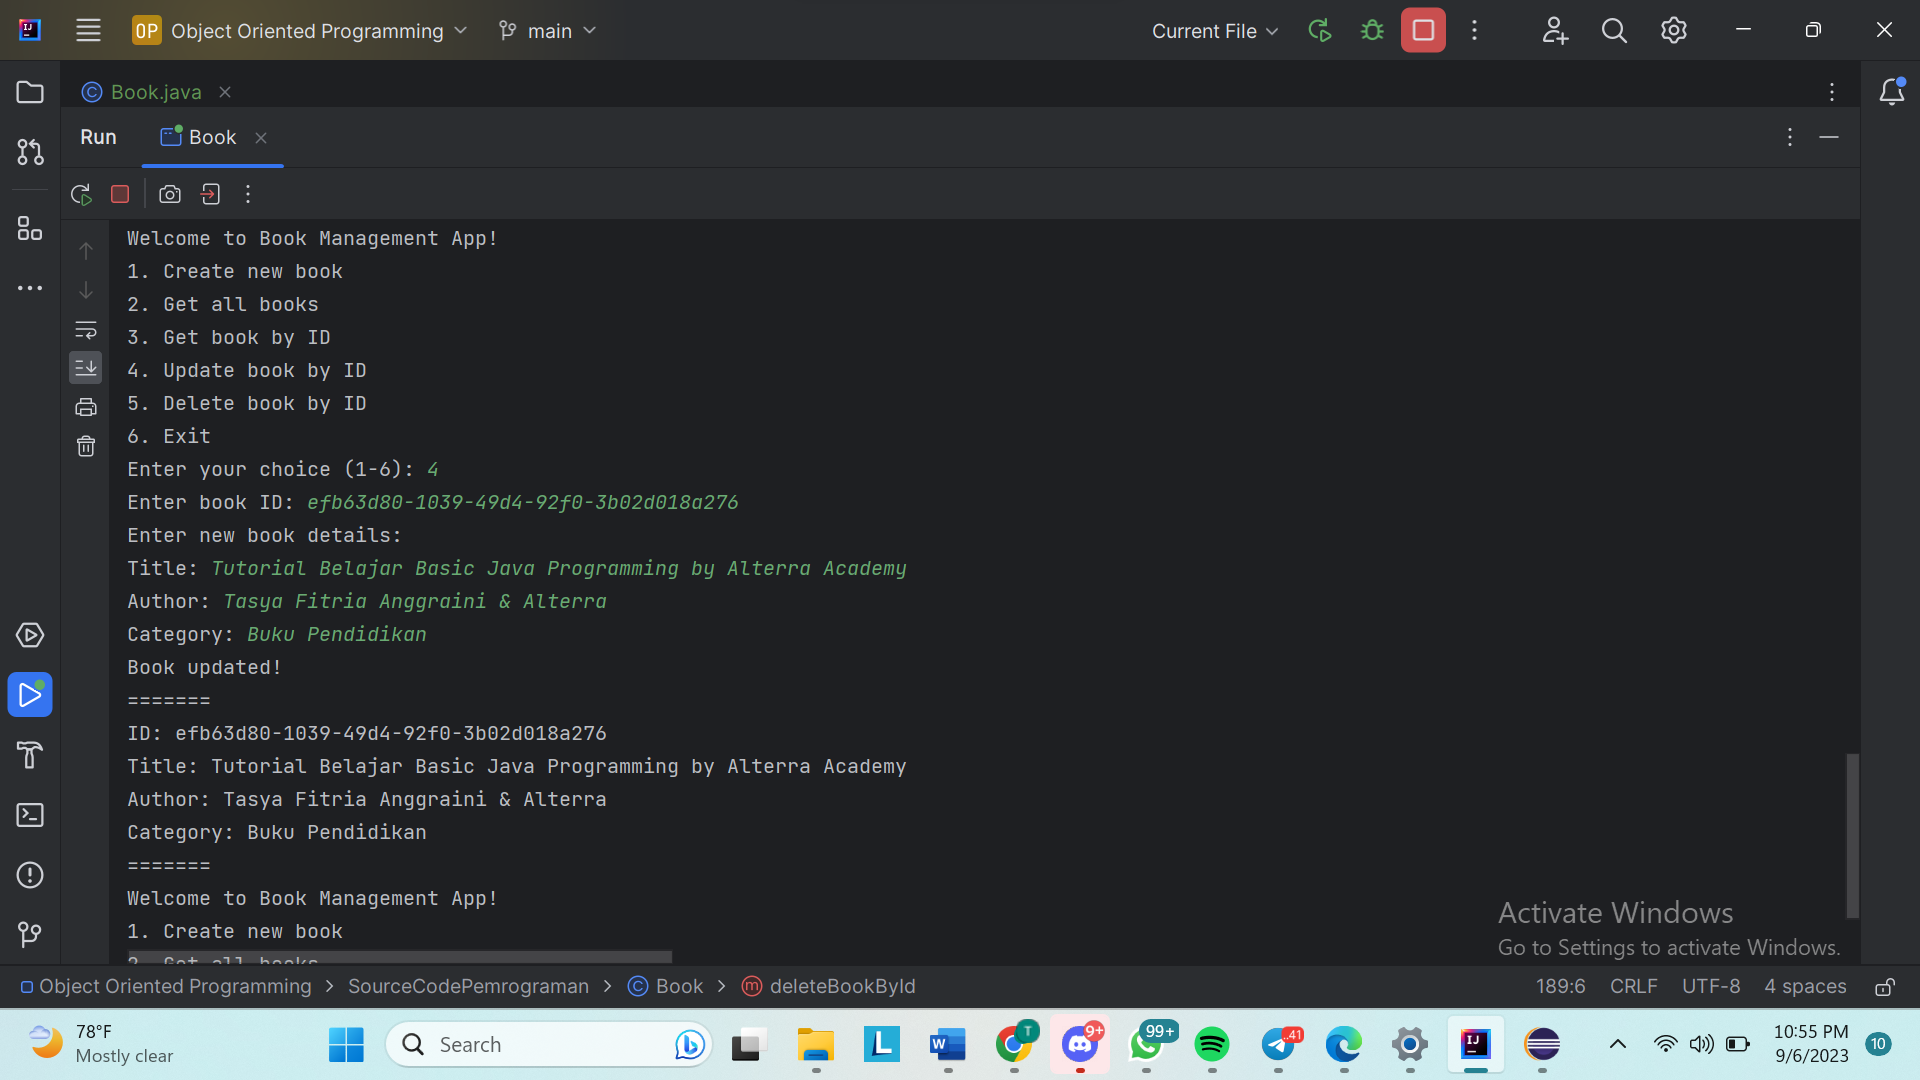 OP Object Oriented Programming main Current File
Book.java
Run Book
Welcome to Book Management App!
1. Create new book
2. Get all books
3. Get book by ID
4. Update book by ID
5. Delete book by ID
6. Exit
Enter your choice (1-6): 4
Enter book ID: efb63d80-1039-49d4-92f0-3b02d018a276
Enter new book details:
Title: Tutorial Belajar Basic Java Programming by Alterra Academy
Author: Tasya Fitria Anggraini & Alterra
Category: Buku Pendidikan
Book updated!
=======
ID: efb63d80-1039-49d4-92f0-3b02d018a276
Title: Tutorial Belajar Basic Java Programming by Alterra Academy
Author: Tasya Fitria Anggraini & Alterra
Category: Buku Pendidikan
=======
Welcome to Book Management App!
1. Create new book
2. Get all books
Activate Windows
Go to Settings to activate Windows.
Object Oriented Programming > SourceCodePemrograman > Book > deleteBookById 189:6 CRLF UTF-8 4 spaces
78°F
Mostly clear
Search
T
9+
99+
..41
10:55 PM
9/6/2023
10